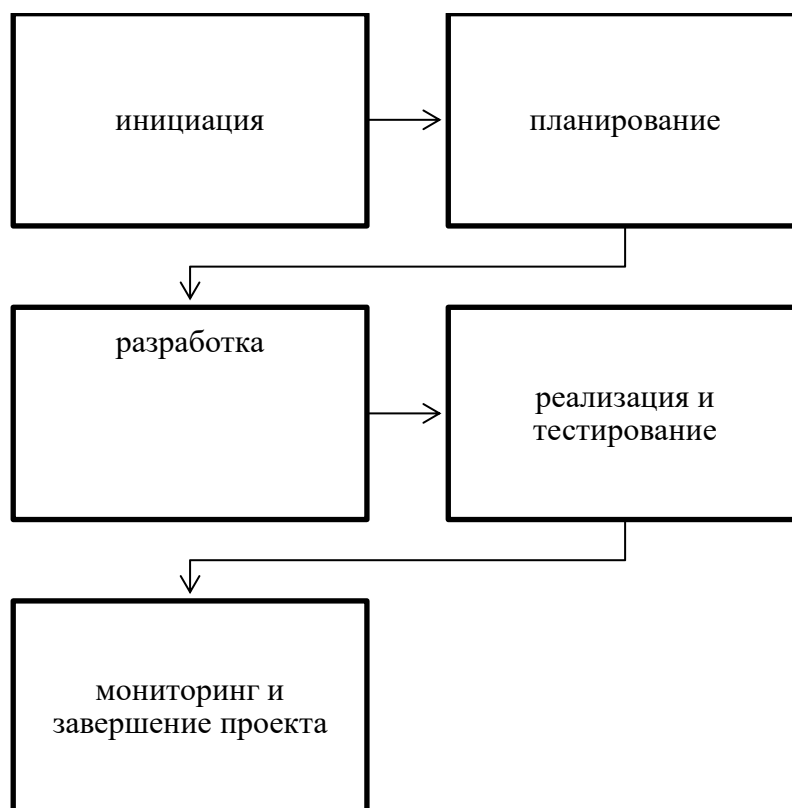 инициация
планирование
разработка
реализация и
тестирование
мониторинг и
завершение проекта